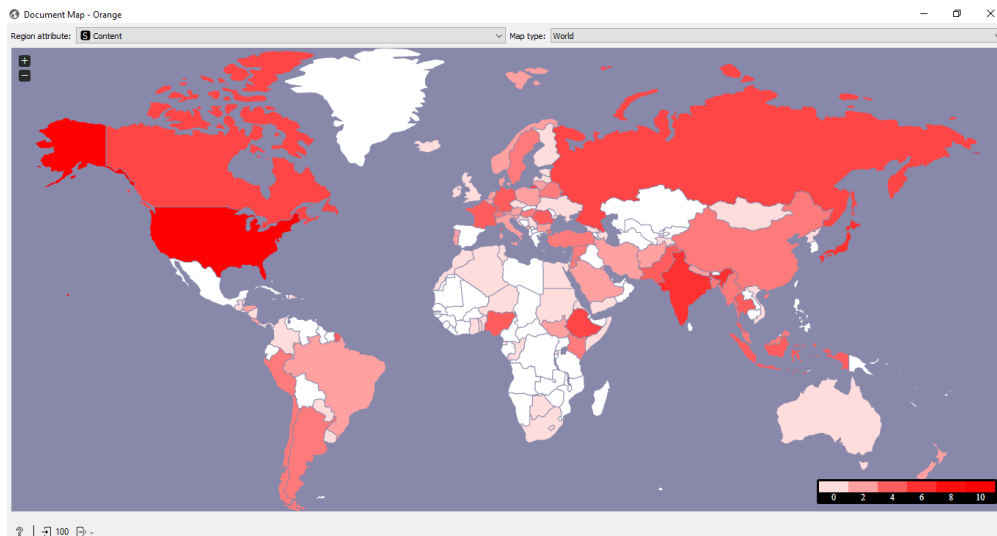 Document Map - Orange
Region attribute: S Content Map type: World
+
−
0 2 4 6 8 10
? 100 -